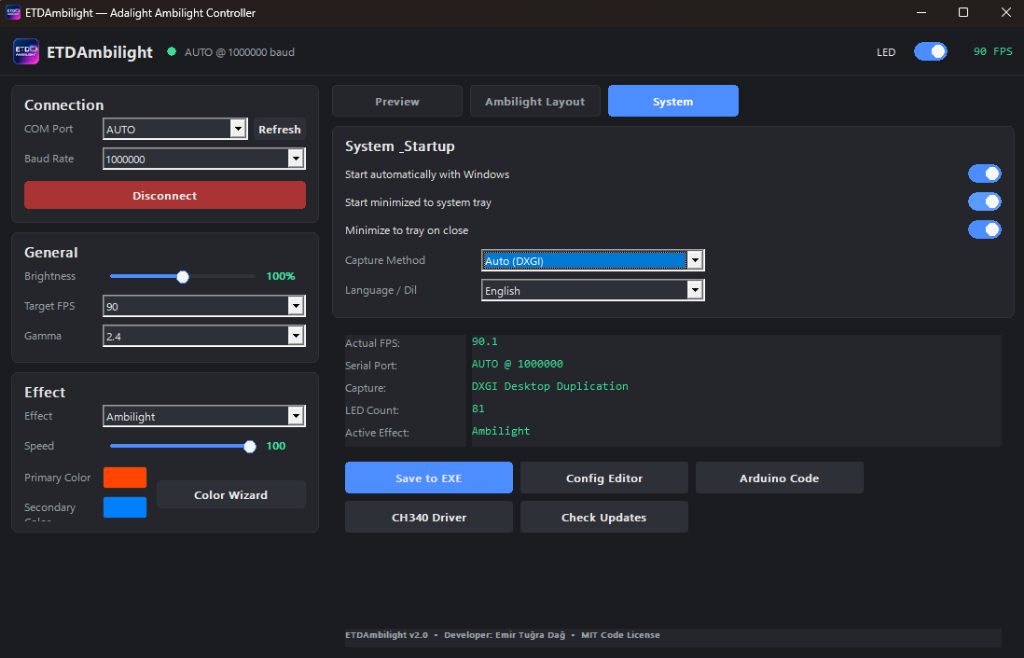 ETDAmbilight — Adalight Ambilight Controller
ETDAmbilight
AUTO @ 1000000 baud
LED
90 FPS
Connection
COM Port
AUTO
Refresh
Baud Rate
1000000
Disconnect
General
Brightness
100%
Target FPS
90
Gamma
2.4
Effect
Effect
Ambilight
Speed
100
Primary Color
Color Wizard
Secondary
Color
Preview
Ambilight Layout
System
System _Startup
Start automatically with Windows
Start minimized to system tray
Minimize to tray on close
Capture Method
Auto (DXGI)
Language / Dil
English
Actual FPS:
90.1
Serial Port:
AUTO @ 1000000
Capture:
DXGI Desktop Duplication
LED Count:
81
Active Effect:
Ambilight
Save to EXE
Config Editor
Arduino Code
CH340 Driver
Check Updates
ETDAmbilight v2.0 • Developer: Emir Tuğra Dağ • MIT Code License